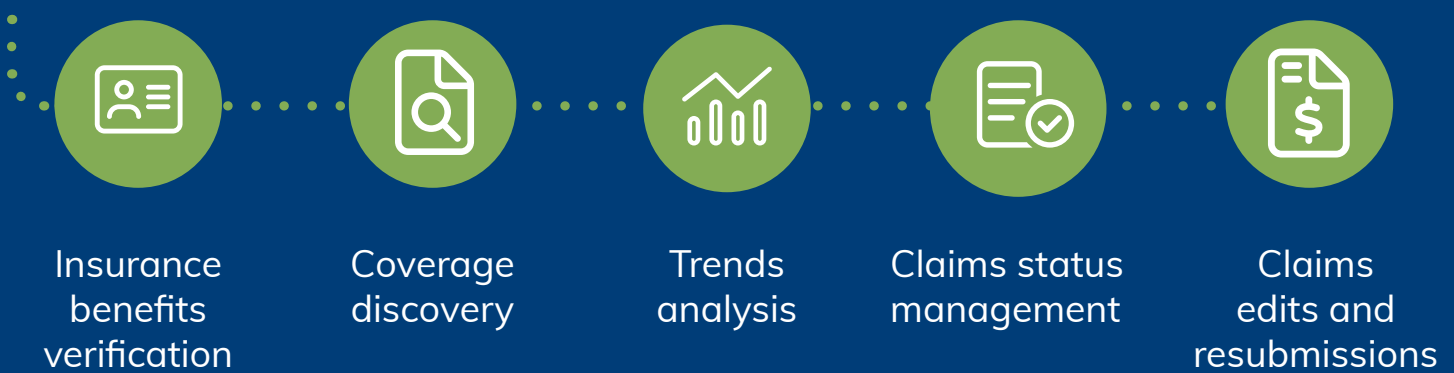 Insurance
benefits
verification
Coverage
discovery
Trends
analysis
Claims status
management
Claims
edits and
resubmissions